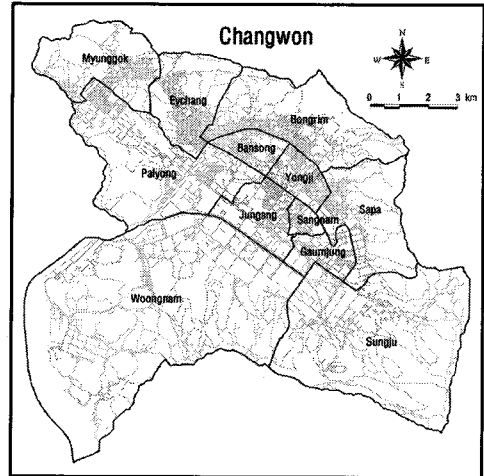 Changwon
N
W E
S
0 1 2 3 km
Myunggok
Eychang
Bongrim
Bansong
Palyong
Yongji
Jungang
Sangnam
Sapa
Gaumjung
Woongnam
Sungju